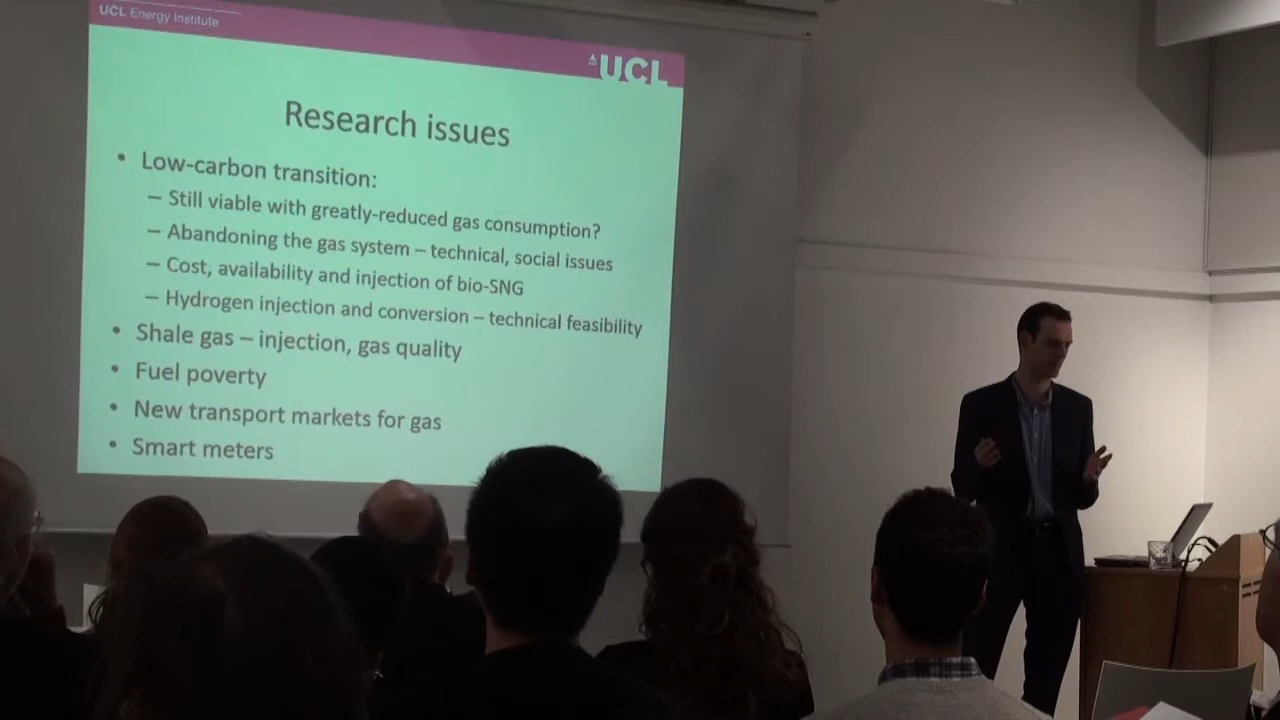 UCL Energy Institute
UCL
Research issues
• Low-carbon transition:
– Still viable with greatly-reduced gas consumption?
– Abandoning the gas system – technical, social issues
– Cost, availability and injection of bio-SNG
– Hydrogen injection and conversion – technical feasibility
• Shale gas – injection, gas quality
• Fuel poverty
• New transport markets for gas
• Smart meters